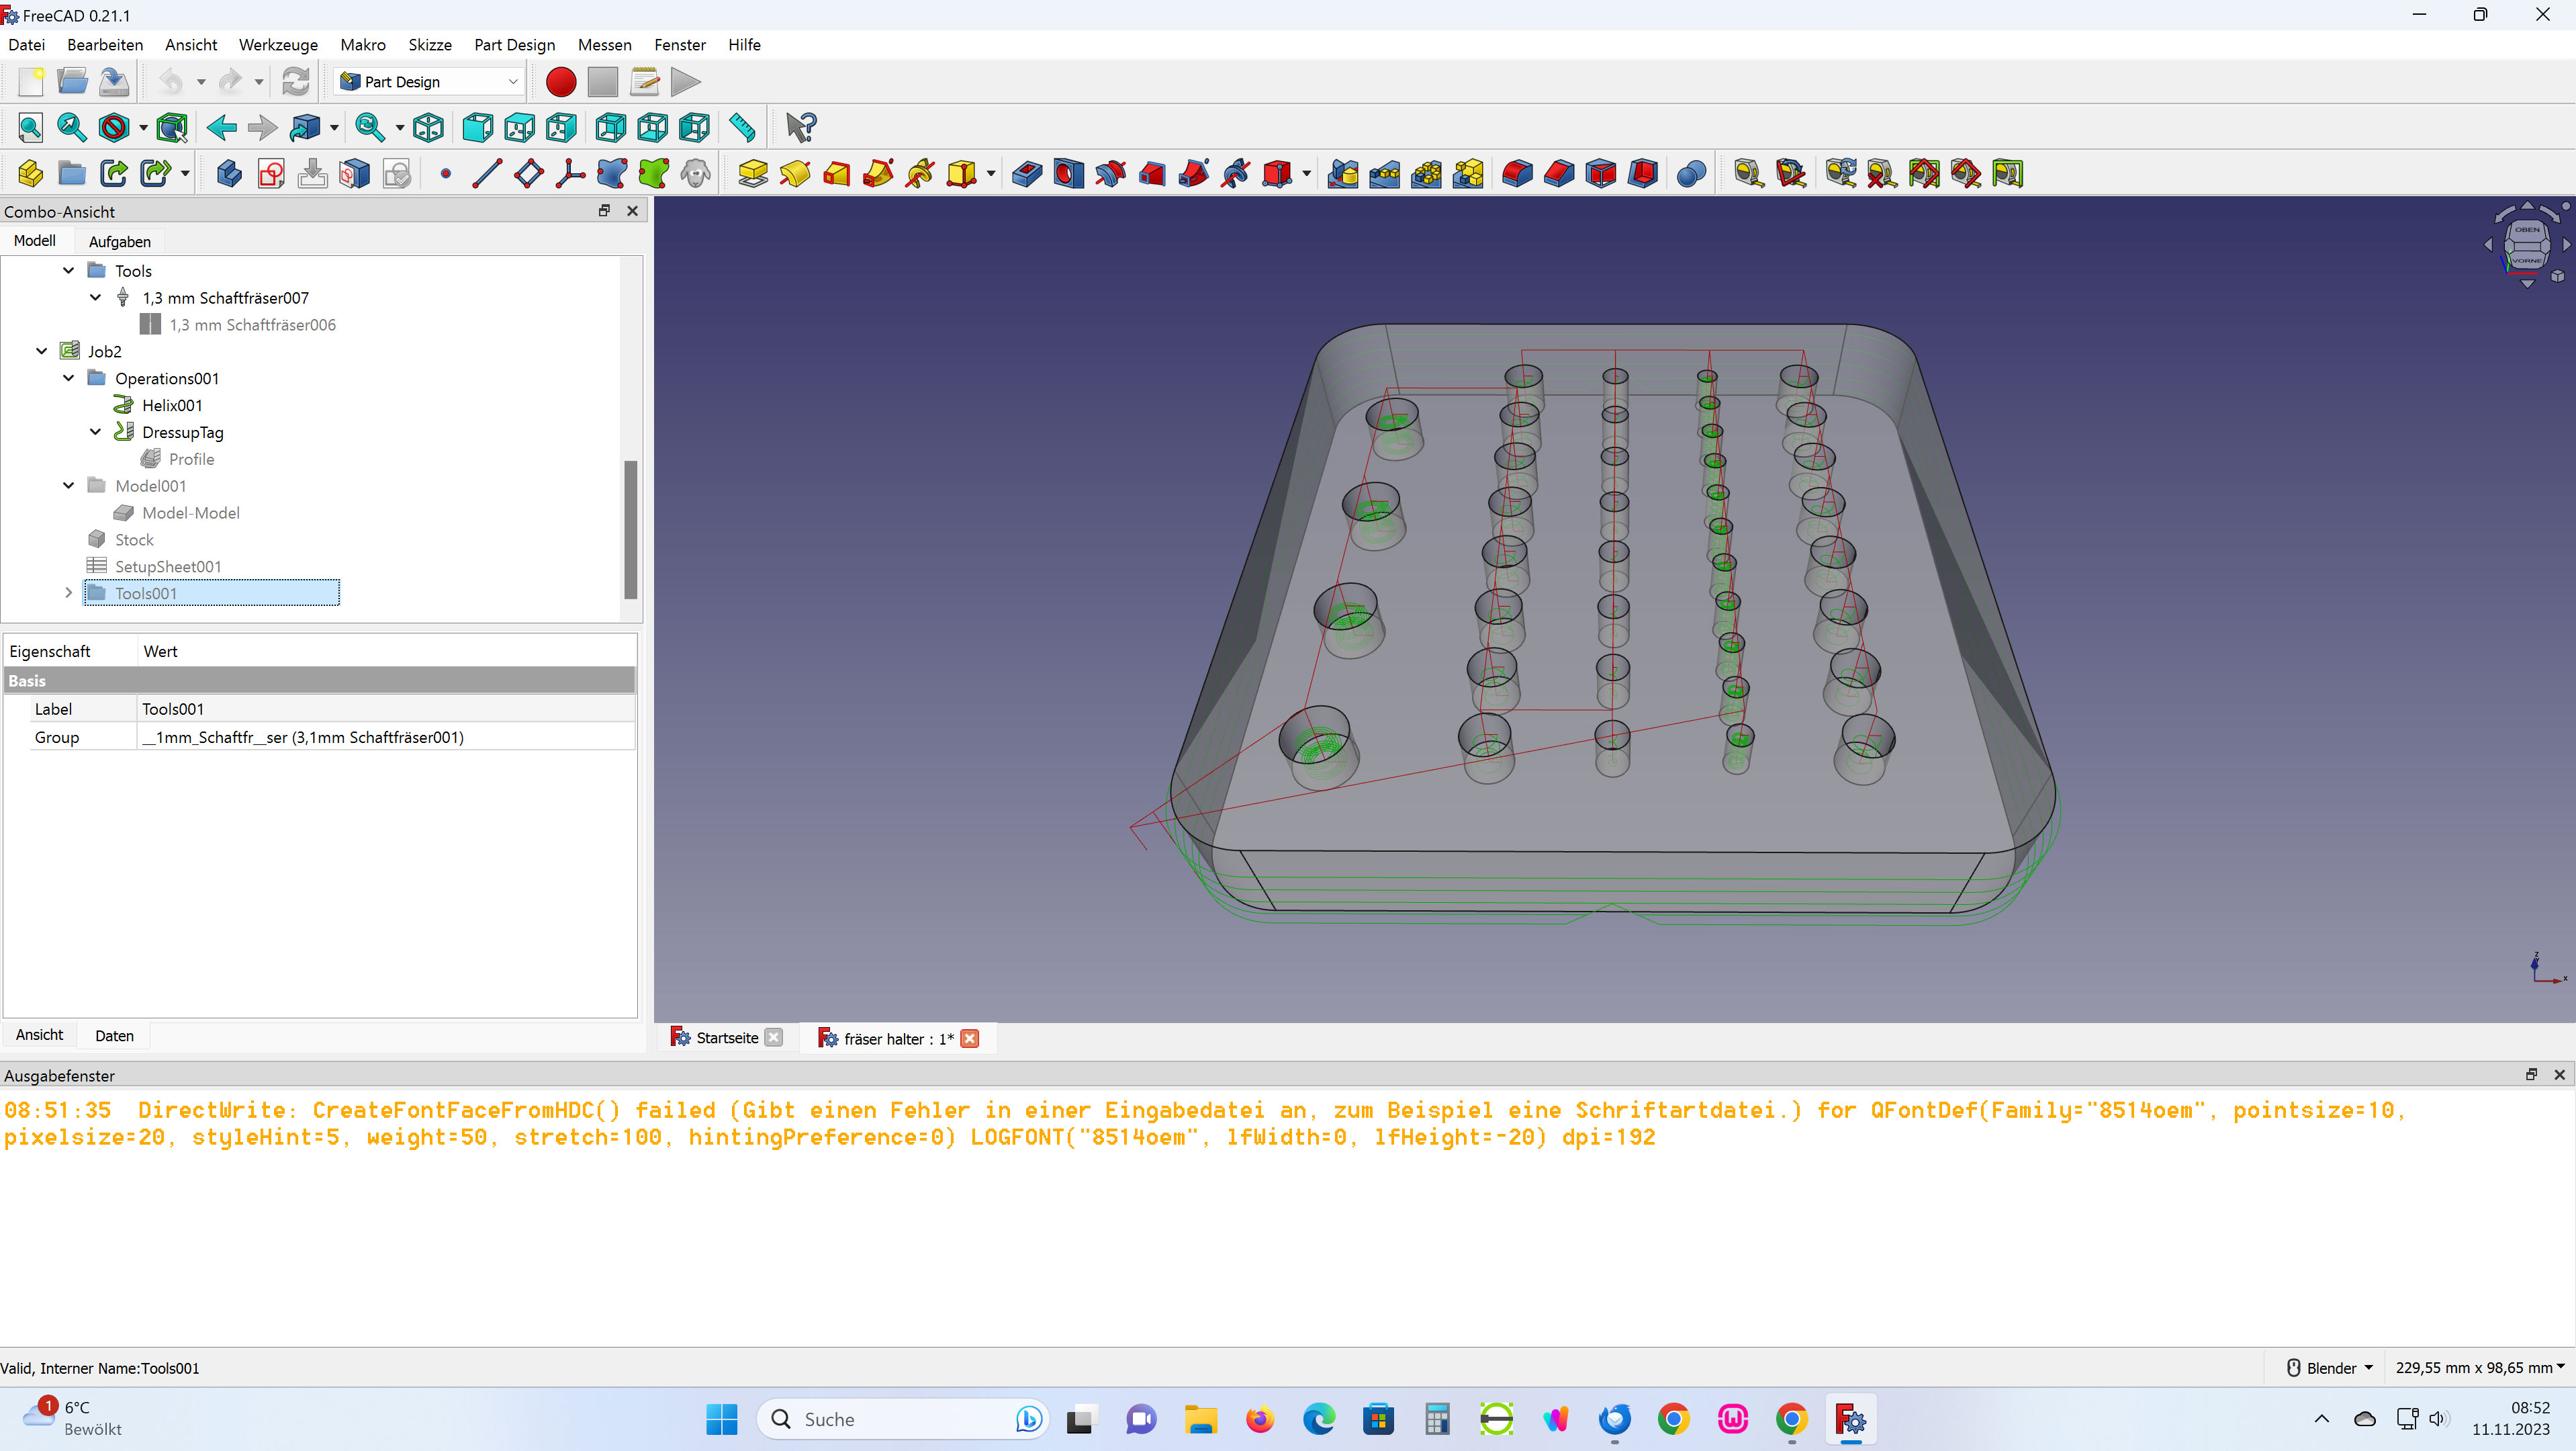 FreeCAD 0.21.1
Datei Bearbeiten Ansicht Werkzeuge Makro Skizze Part Design Messen Fenster Hilfe
Part Design
Combo-Ansicht
Modell Aufgaben
Tools
1,3 mm Schaftfräser007
1,3 mm Schaftfräser006
Job2
Operations001
Helix001
DressupTag
Profile
Model001
Model-Model
Stock
SetupSheet001
Tools001
Eigenschaft Wert
Basis
Label Tools001
Group __1mm_Schaftfr__ser (3,1mm Schaftfräser001)
Ansicht Daten
OBEN
VORNE
z
x
Startseite fräser halter : 1*
Ausgabefenster
08:51:35 DirectWrite: CreateFontFaceFromHDC() failed (Gibt einen Fehler in einer Eingabedatei an, zum Beispiel eine Schriftartdatei.) for QFontDef(Family="8514oem", pointsize=10,
pixelsize=20, styleHint=5, weight=50, stretch=100, hintingPreference=0) LOGFONT("8514oem", lfWidth=0, lfHeight=-20) dpi=192
Valid, Interner Name:Tools001
Blender 229,55 mm x 98,65 mm
1
6°C
Bewölkt
Suche
08:52
11.11.2023